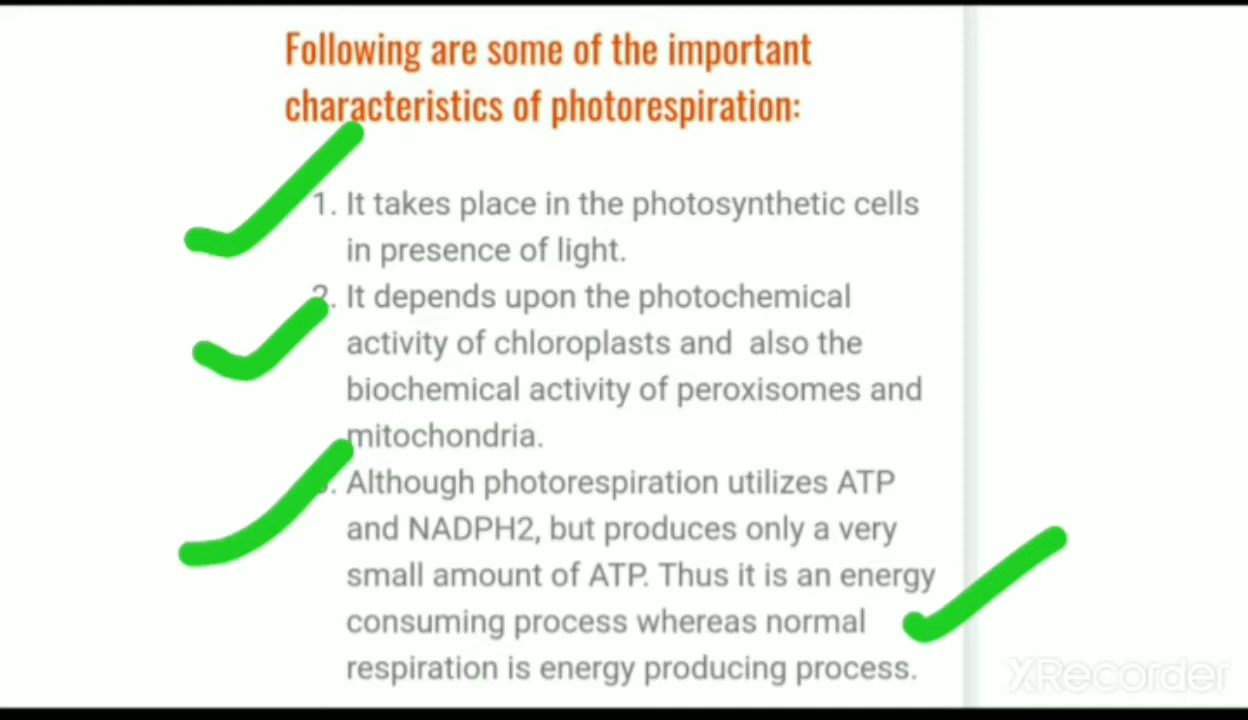 Following are some of the important
characteristics of photorespiration:
1. It takes place in the photosynthetic cells
in presence of light.
2. It depends upon the photochemical
activity of chloroplasts and also the
biochemical activity of peroxisomes and
mitochondria.
3. Although photorespiration utilizes ATP
and NADPH2, but produces only a very
small amount of ATP. Thus it is an energy
consuming process whereas normal
respiration is energy producing process.
XRecorder